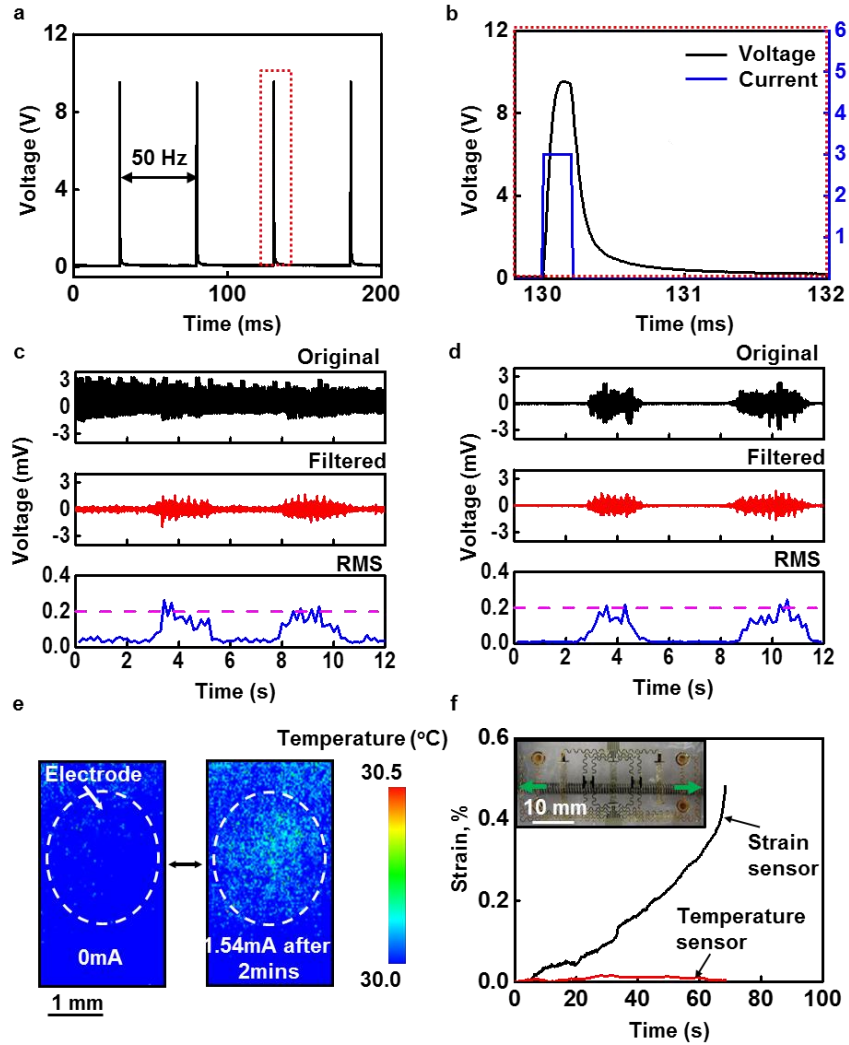 a
12
8
4
0
Voltage (V)
50 Hz
0
100
200
Time (ms)
b
12
8
4
0
Voltage (V)
Voltage
Current
6
5
4
3
2
1
130
131
132
Time (ms)
c
Original
3
0
-3
Filtered
3
0
-3
Voltage (mV)
RMS
0.4
0.2
0.0
0 2 4 6 8 10 12
Time (s)
d
Original
3
0
-3
Filtered
3
0
-3
Voltage (mV)
RMS
0.4
0.2
0.0
0 2 4 6 8 10 12
Time (s)
e
Temperature (°C)
Electrode
0mA
1.54mA after
2mins
30.5
30.0
1 mm
f
0.6
0.4
0.2
0.0
Strain, %
10 mm
Strain
sensor
Temperature
sensor
0 20 40 60 80 100
Time (s)